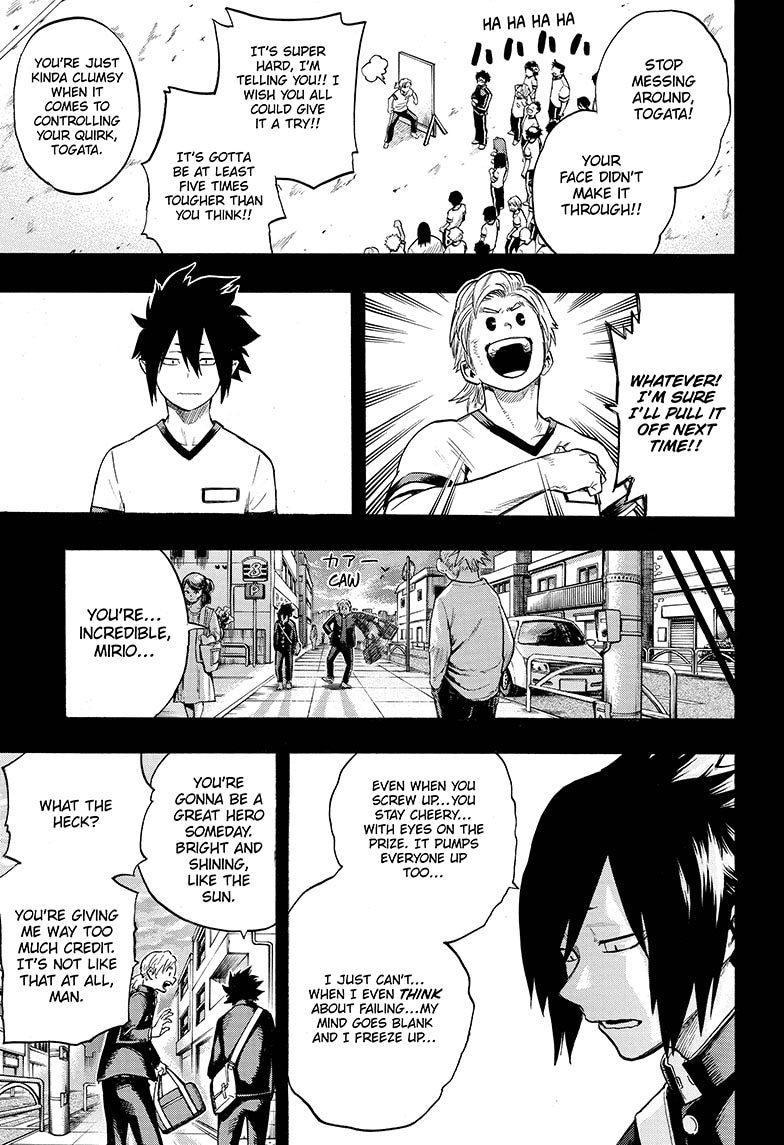 STOP
MESSING
AROUND,
TOGATA!
YOUR
FACE DIDN'T
MAKE IT
THROUGH!!
HA HA HA HA
ハハハハ
IT'S SUPER
HARD, I'M
TELLING YOU!! I
WISH YOU ALL
COULD GIVE
IT A TRY!!
IT'S GOTTA
BE AT LEAST
FIVE TIMES
TOUGHER THAN
YOU THINK!!
YOU'RE JUST
KINDA CLUMSY
WHEN IT
COMES TO
CONTROLLING
YOUR QUIRK,
TOGATA.
WHATEVER!
I'M SURE
I'LL PULL IT
OFF NEXT
TIME!!
カアー
CAW
YOU'RE...
INCREDIBLE,
MIRIO...
EVEN WHEN YOU
SCREW UP...YOU
STAY CHEERY...
WITH EYES ON THE
PRIZE. IT PUMPS
EVERYONE UP
TOO...
I JUST CAN'T...
WHEN I EVEN THINK
ABOUT FAILING...MY
MIND GOES BLANK
AND I FREEZE UP...
YOU'RE
GONNA BE A
GREAT HERO
SOMEDAY.
BRIGHT AND
SHINING,
LIKE THE
SUN.
WHAT THE
HECK?
YOU'RE GIVING
ME WAY TOO
MUCH CREDIT.
IT'S NOT LIKE
THAT AT ALL,
MAN.